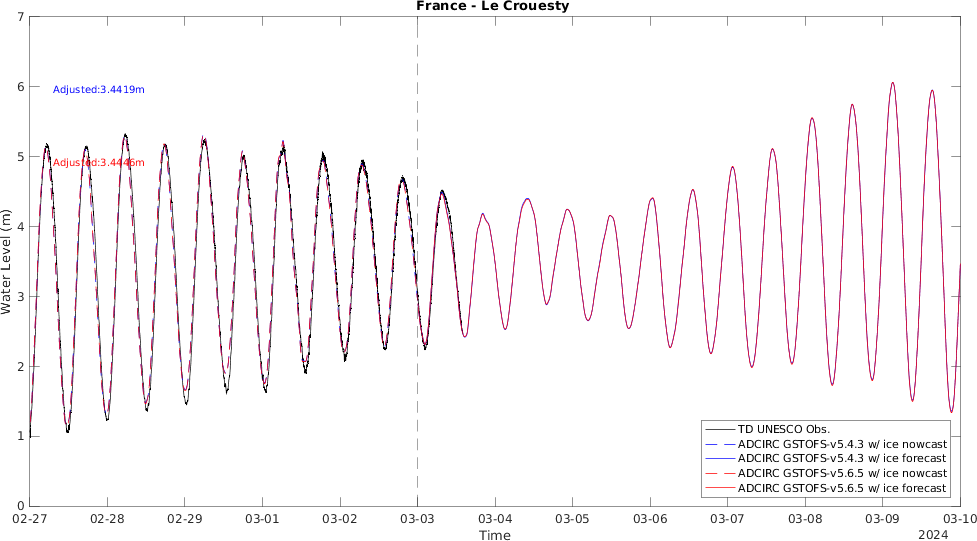 France - Le Crouesty
7
6
5
4
3
2
1
0
Water Level (m)
Adjusted:3.4419m
Adjusted:3.4446m
TD UNESCO Obs.
ADCIRC GSTOFS-v5.4.3 w/ ice nowcast
ADCIRC GSTOFS-v5.4.3 w/ ice forecast
ADCIRC GSTOFS-v5.6.5 w/ ice nowcast
ADCIRC GSTOFS-v5.6.5 w/ ice forecast
02-27 02-28 02-29 03-01 03-02 03-03 03-04 03-05 03-06 03-07 03-08 03-09 03-10
Time
2024